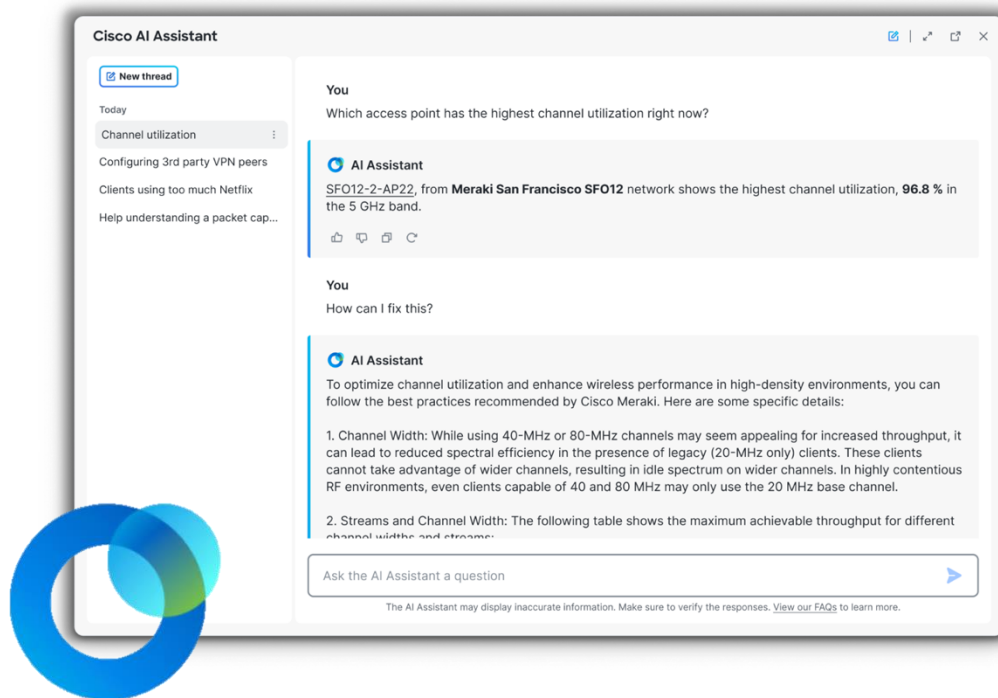 Cisco AI Assistant
New thread
Today
Channel utilization
Configuring 3rd party VPN peers
Clients using too much Netflix
Help understanding a packet cap...
You
Which access point has the highest channel utilization right now?
AI Assistant
SFO12-2-AP22, from Meraki San Francisco SFO12 network shows the highest channel utilization, 96.8 % in
the 5 GHz band.
You
How can I fix this?
AI Assistant
To optimize channel utilization and enhance wireless performance in high-density environments, you can
follow the best practices recommended by Cisco Meraki. Here are some specific details:
1. Channel Width: While using 40-MHz or 80-MHz channels may seem appealing for increased throughput, it
can lead to reduced spectral efficiency in the presence of legacy (20-MHz only) clients. These clients
cannot take advantage of wider channels, resulting in idle spectrum on wider channels. In highly contentious
RF environments, even clients capable of 40 and 80 MHz may only use the 20 MHz base channel.
2. Streams and Channel Width: The following table shows the maximum achievable throughput for different
channel widths and streams:
Ask the AI Assistant a question
The AI Assistant may display inaccurate information. Make sure to verify the responses. View our FAQs to learn more.